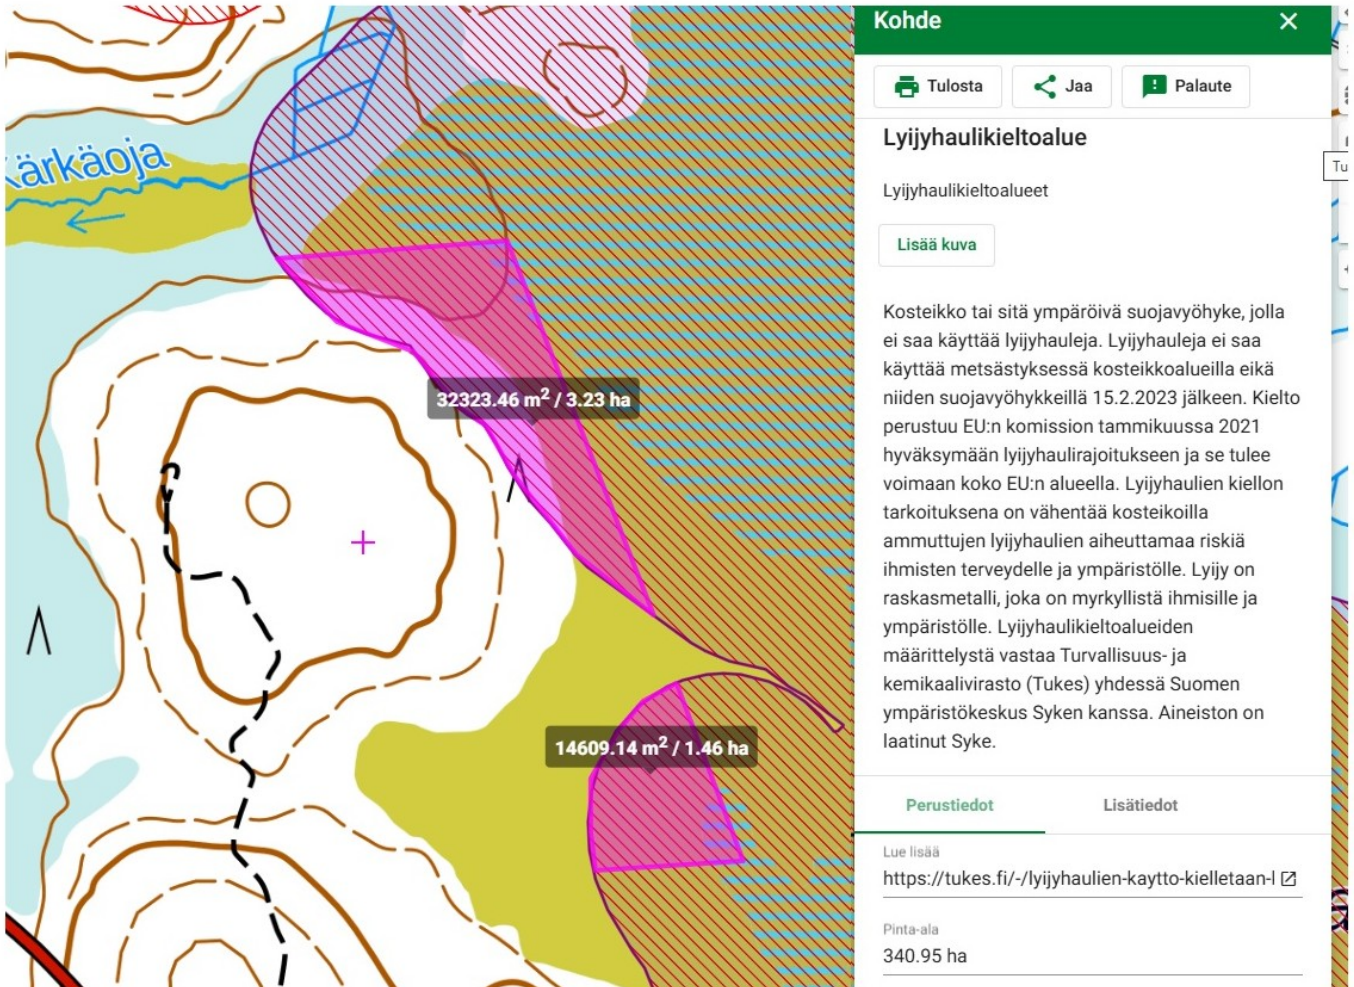 Kärkäoja
32323.46 m² / 3.23 ha
14609.14 m² / 1.46 ha
Kohde
Tulosta
Jaa
Palaute
Lyijyhaulikieltoalue
Lyijyhaulikieltoalueet
Lisää kuva
Kosteikko tai sitä ympäröivä suojavyöhyke, jolla
ei saa käyttää lyijyhauleja. Lyijyhauleja ei saa
käyttää metsästyksessä kosteikkoalueilla eikä
niiden suojavyöhykkeillä 15.2.2023 jälkeen. Kielto
perustuu EU:n komission tammikuussa 2021
hyväksymään lyijyhaulirajoitukseen ja se tulee
voimaan koko EU:n alueella. Lyijyhaulien kiellon
tarkoituksena on vähentää kosteikoilla
ammuttujen lyijyhaulien aiheuttamaa riskiä
ihmisten terveydelle ja ympäristölle. Lyijy on
raskasmetalli, joka on myrkyllistä ihmisille ja
ympäristölle. Lyijyhaulikieltoalueiden
määrittelystä vastaa Turvallisuus- ja
kemikaalivirasto (Tukes) yhdessä Suomen
ympäristökeskus Syken kanssa. Aineiston on
laatinut Syke.
Perustiedot
Lisätiedot
Lue lisää
https://tukes.fi/-/lyijyhaulien-kaytto-kielletaan-l
Pinta-ala
340.95 ha
Tu